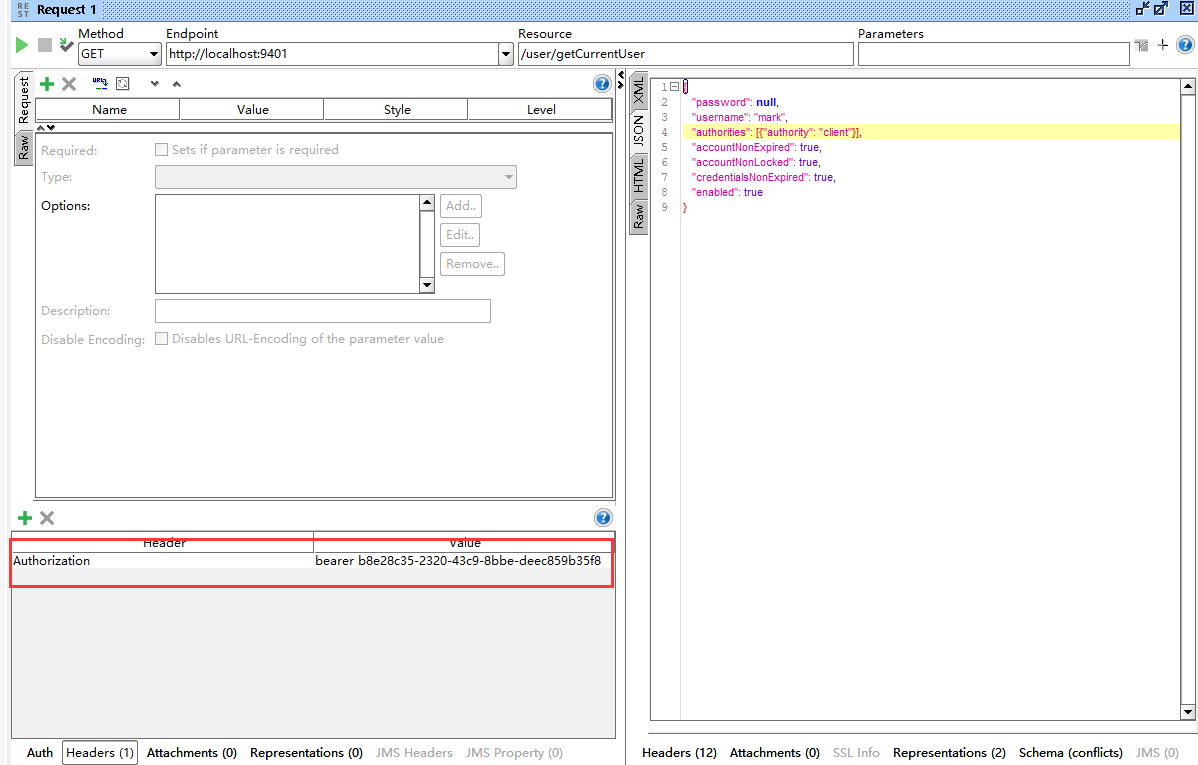 RE ST Request 1
Method Endpoint Resource Parameters
GET http://localhost:9401 /user/getCurrentUser
Request
Raw
Name Value Style Level
Required: Sets if parameter is required
Type:
Options:
Add..
Edit..
Remove..
Description:
Disable Encoding: Disables URL-Encoding of the parameter value
Header Value
Authorization bearer b8e28c35-2320-43c9-8bbe-deec859b35f8
Auth Headers (1) Attachments (0) Representations (0) JMS Headers JMS Property (0)
XML
JSON
HTML
Raw
1 {
2 "password": null,
3 "username": "mark",
4 "authorities": [{"authority": "client"}],
5 "accountNonExpired": true,
6 "accountNonLocked": true,
7 "credentialsNonExpired": true,
8 "enabled": true
9 }
Headers (12) Attachments (0) SSL Info Representations (2) Schema (conflicts) JMS (0)